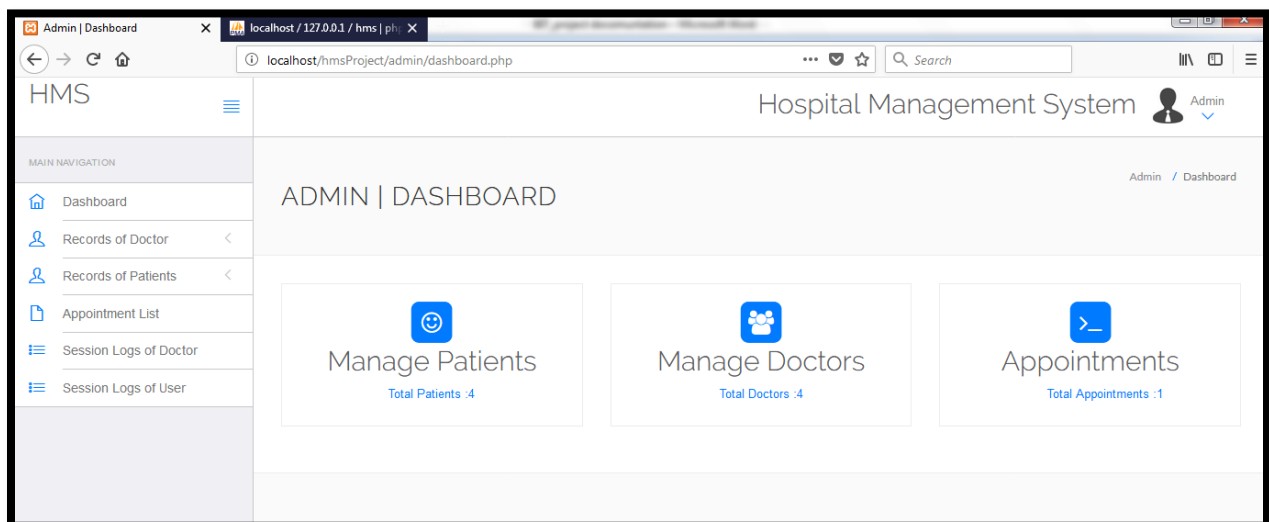 Admin | Dashboard
localhost / 127.0.0.1 / hms | ph
localhost/hmsProject/admin/dashboard.php
Search
HMS
Hospital Management System
Admin
MAIN NAVIGATION
Dashboard
Records of Doctor
Records of Patients
Appointment List
Session Logs of Doctor
Session Logs of User
ADMIN | DASHBOARD
Admin / Dashboard
Manage Patients
Total Patients :4
Manage Doctors
Total Doctors :4
Appointments
Total Appointments :1